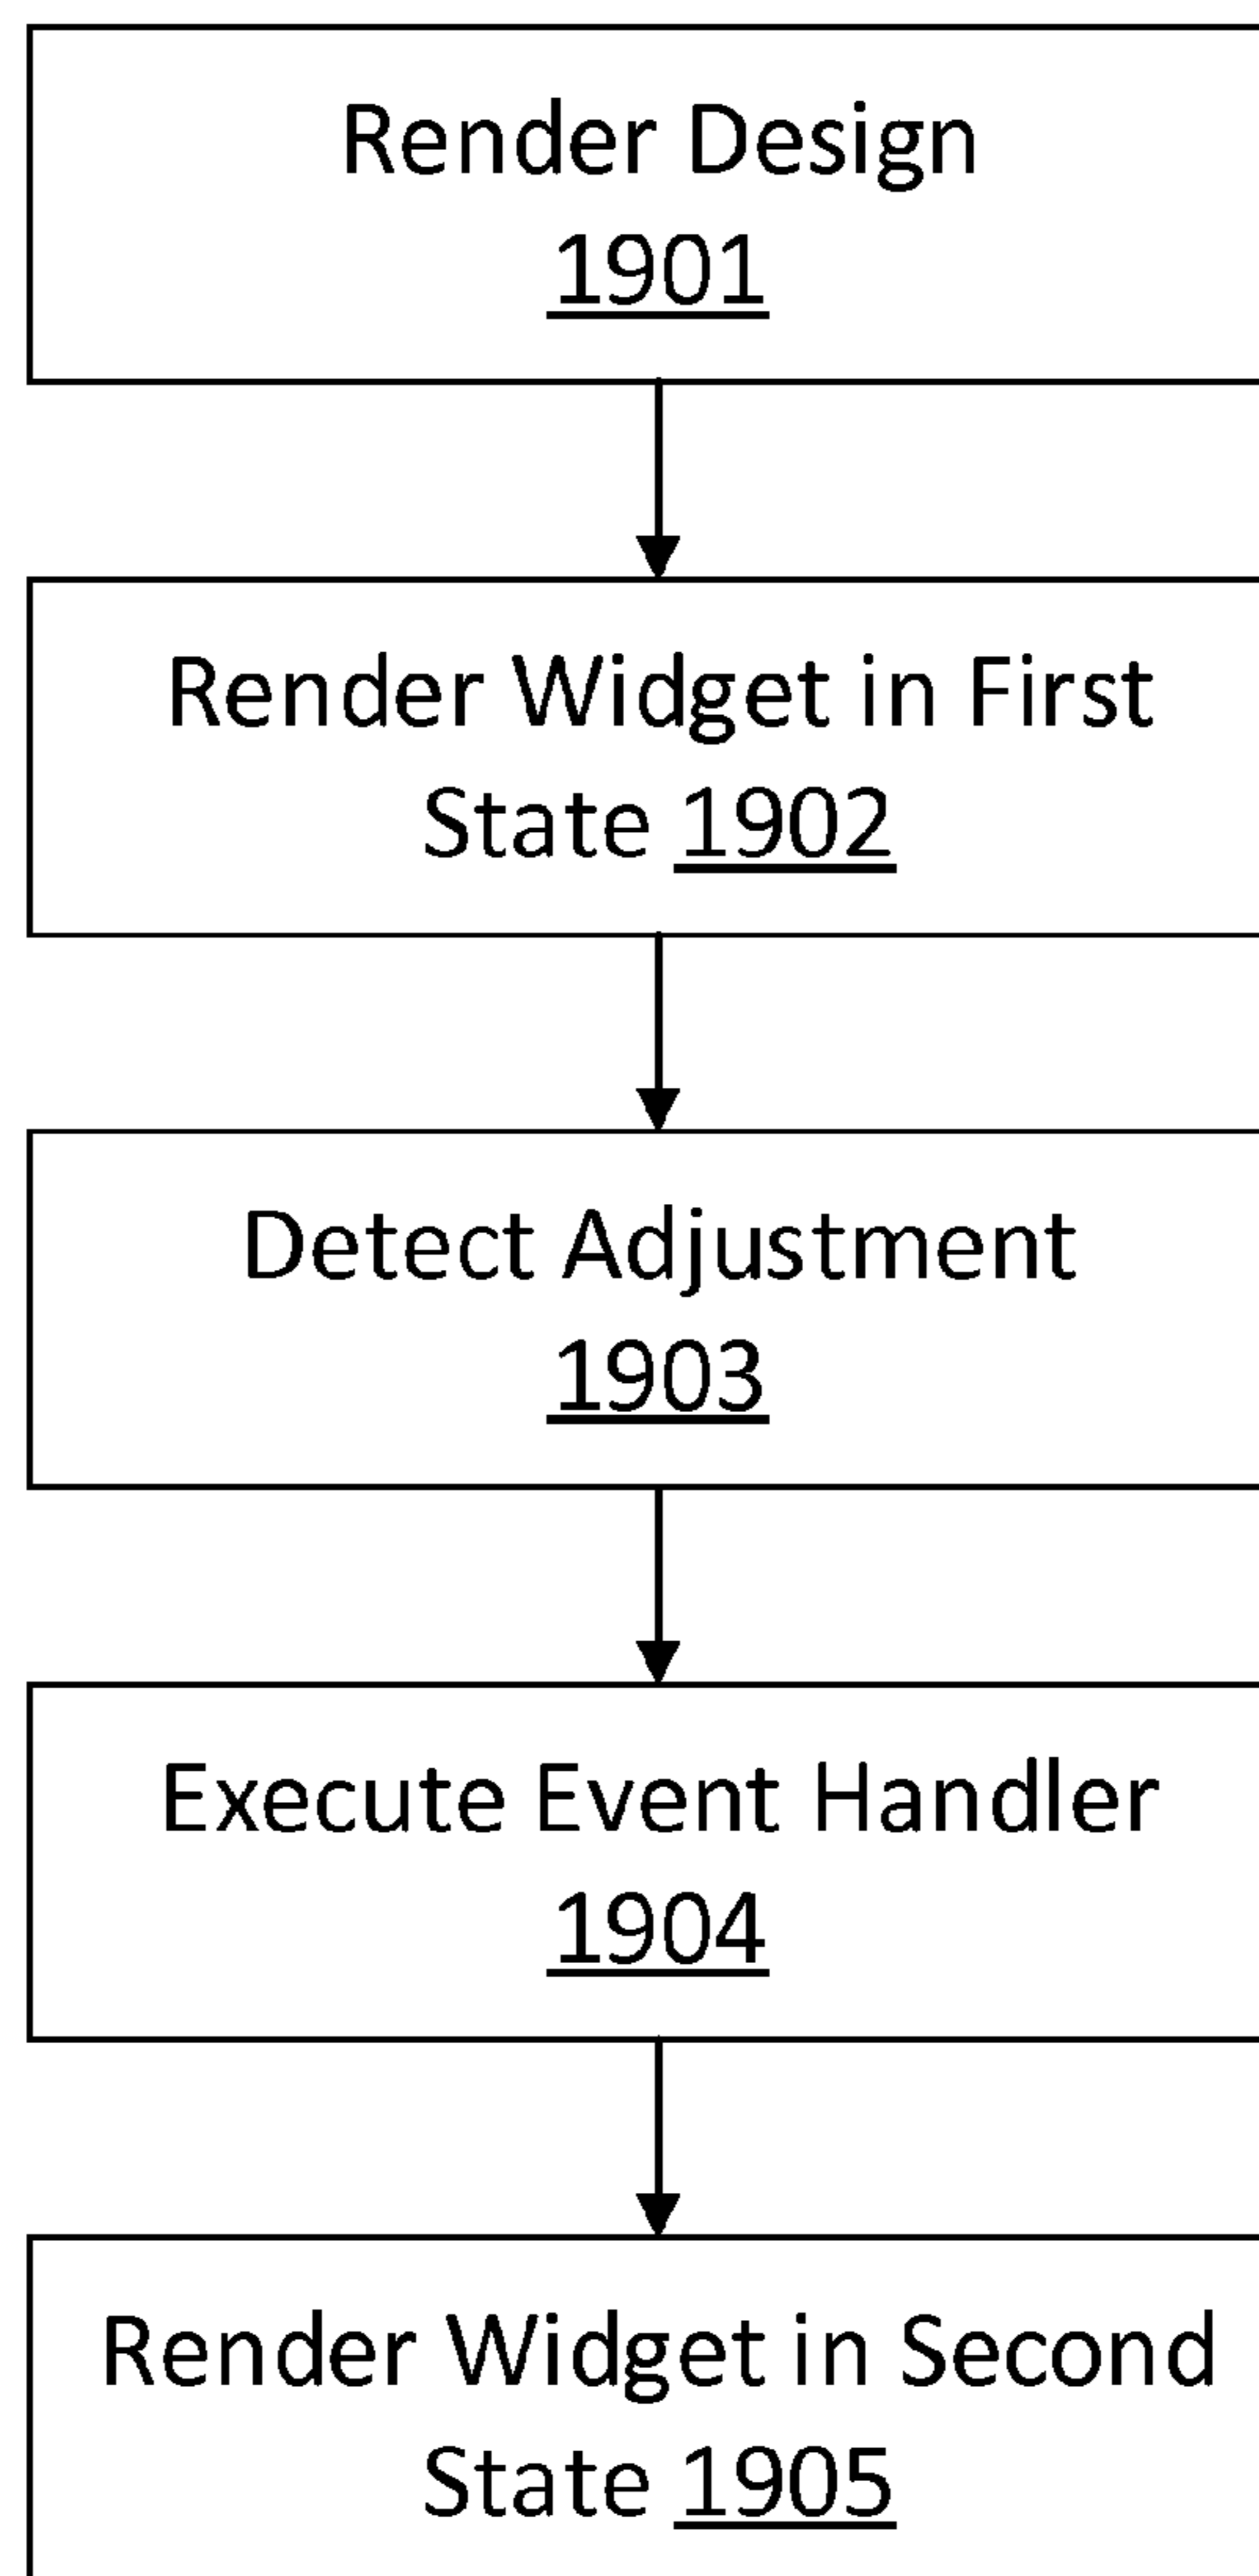 Render Design
1901
Render Widget in First
State 1902
Detect Adjustment
1903
Execute Event Handler
1904
Render Widget in Second
State 1905